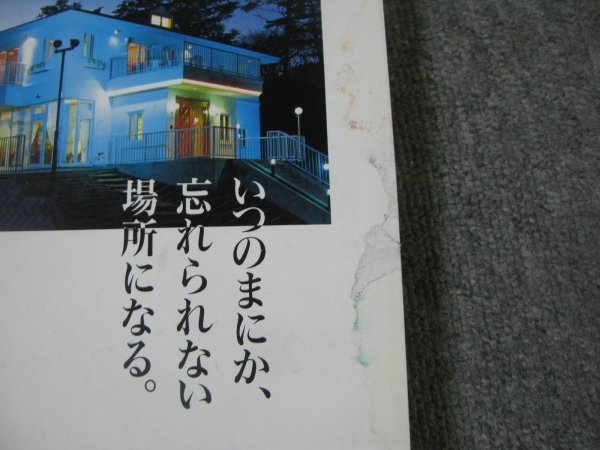 いつのまにか、
忘れられない
場所になる。